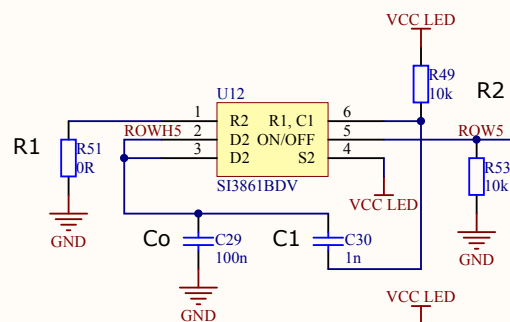 VCC LED
U12
R49
10k
R2
1
R2
R1, C1
6
ROWH5
2
D2
ON/OFF
5
ROW5
3
D2
S2
4
R1
R51
0R
SI3861BDV
R53
10k
VCC LED
GND
Co
C29
100n
C1
C30
1n
GND
GND
VCC LED